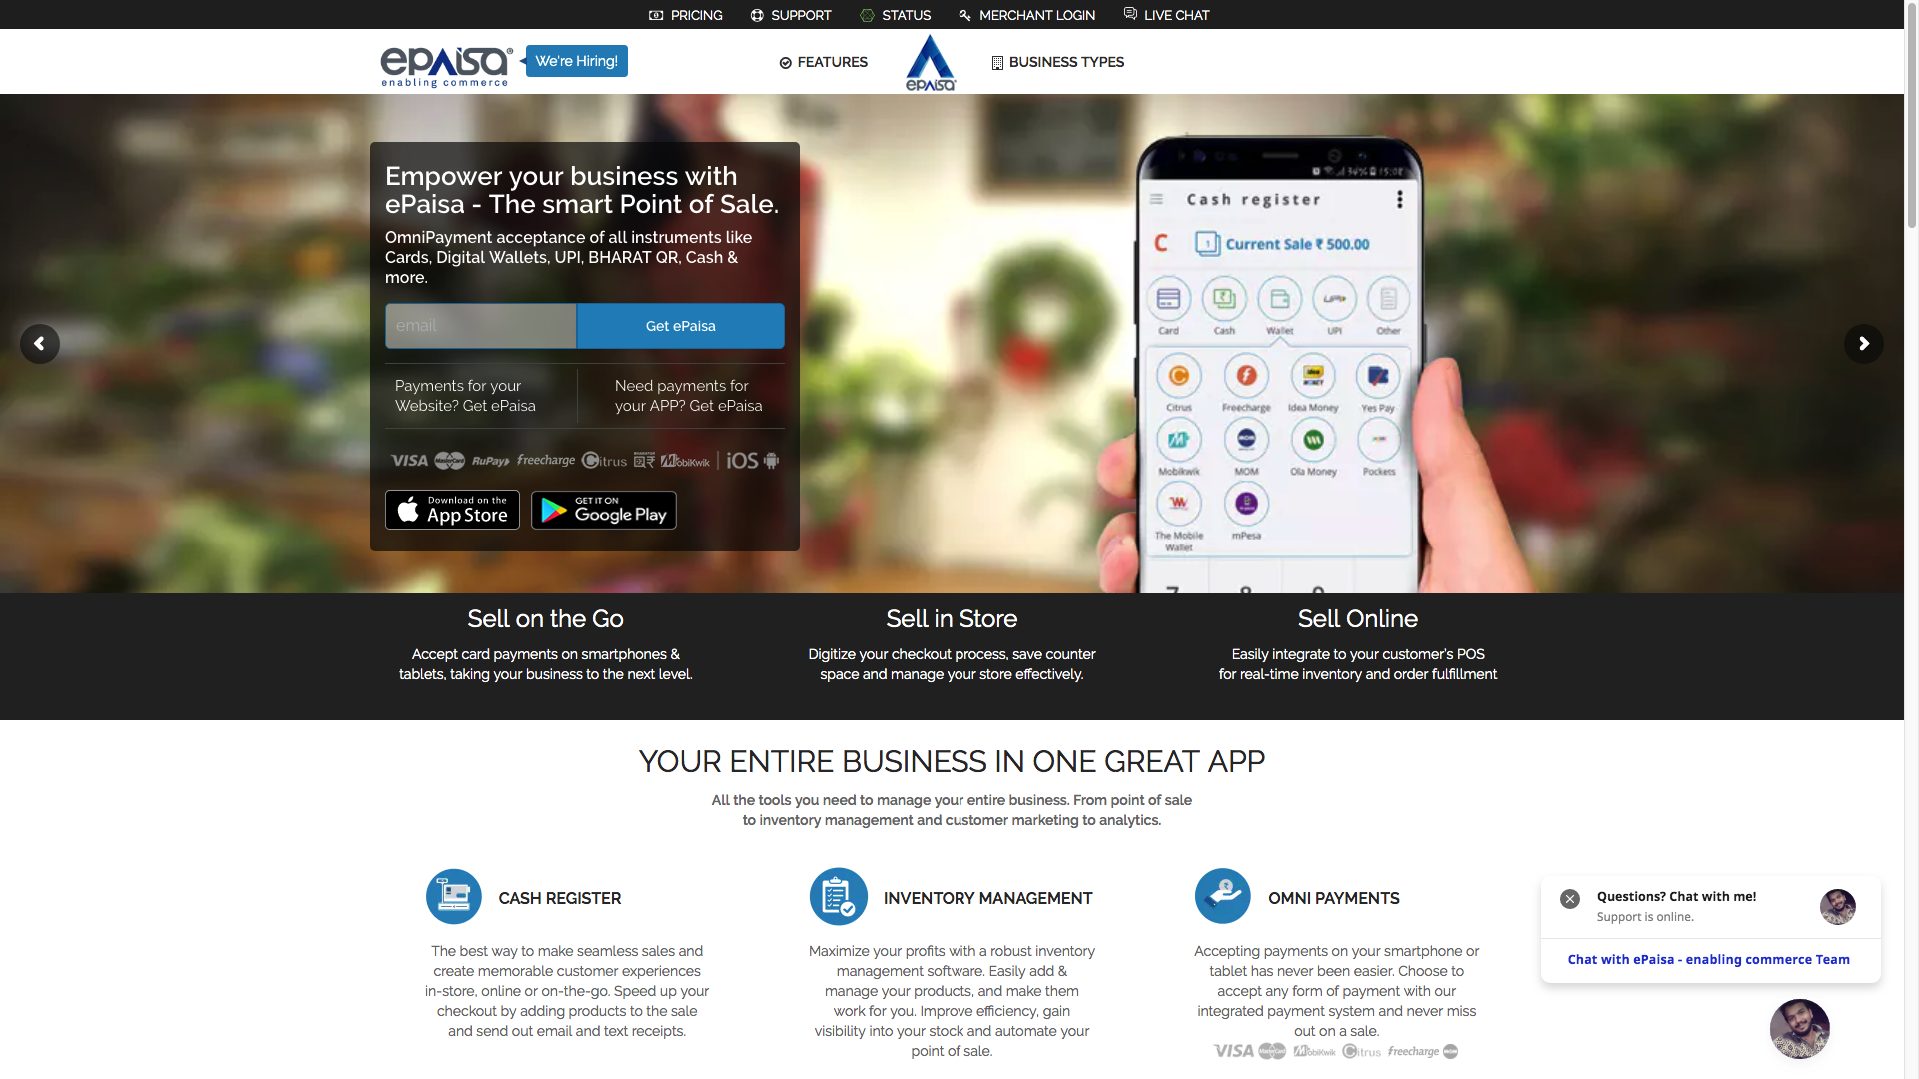 PRICING
SUPPORT
STATUS
MERCHANT LOGIN
LIVE CHAT
epaisa®
enabling commerce
We're Hiring!
FEATURES
epaisa
BUSINESS TYPES
Empower your business with
ePaisa - The smart Point of Sale.
OmniPayment acceptance of all instruments like
Cards, Digital Wallets, UPI, BHARAT QR, Cash &
more.
email
Get ePaisa
Payments for your
Website? Get ePaisa
Need payments for
your APP? Get ePaisa
VISA MasterCard RuPay freecharge Citrus MobiKwik | iOS
Download on the
App Store
GET IT ON
Google Play
34% 15:02
Cash register
C
1
Current Sale ₹ 500.00
Card
Cash
Wallet
UPI
UPI
Other
Citrus
Freecharge
Idea Money
Yes Pay
Mobikwik
MOM
Ola Money
Pockets
The Mobile
Wallet
mPesa
7 8 9
Sell on the Go
Accept card payments on smartphones &
tablets, taking your business to the next level.
Sell in Store
Digitize your checkout process, save counter
space and manage your store effectively.
Sell Online
Easily integrate to your customer's POS
for real-time inventory and order fulfillment
YOUR ENTIRE BUSINESS IN ONE GREAT APP
All the tools you need to manage your entire business. From point of sale
to inventory management and customer marketing to analytics.
CASH REGISTER
The best way to make seamless sales and
create memorable customer experiences
in-store, online or on-the-go. Speed up your
checkout by adding products to the sale
and send out email and text receipts.
INVENTORY MANAGEMENT
Maximize your profits with a robust inventory
management software. Easily add &
manage your products, and make them
work for you. Improve efficiency, gain
visibility into your stock and automate your
point of sale.
OMNI PAYMENTS
Accepting payments on your smartphone or
tablet has never been easier. Choose to
accept any form of payment with our
integrated payment system and never miss
out on a sale.
VISA MasterCard MobiKwik Citrus freecharge MOM
Questions? Chat with me!
Support is online.
Chat with ePaisa - enabling commerce Team